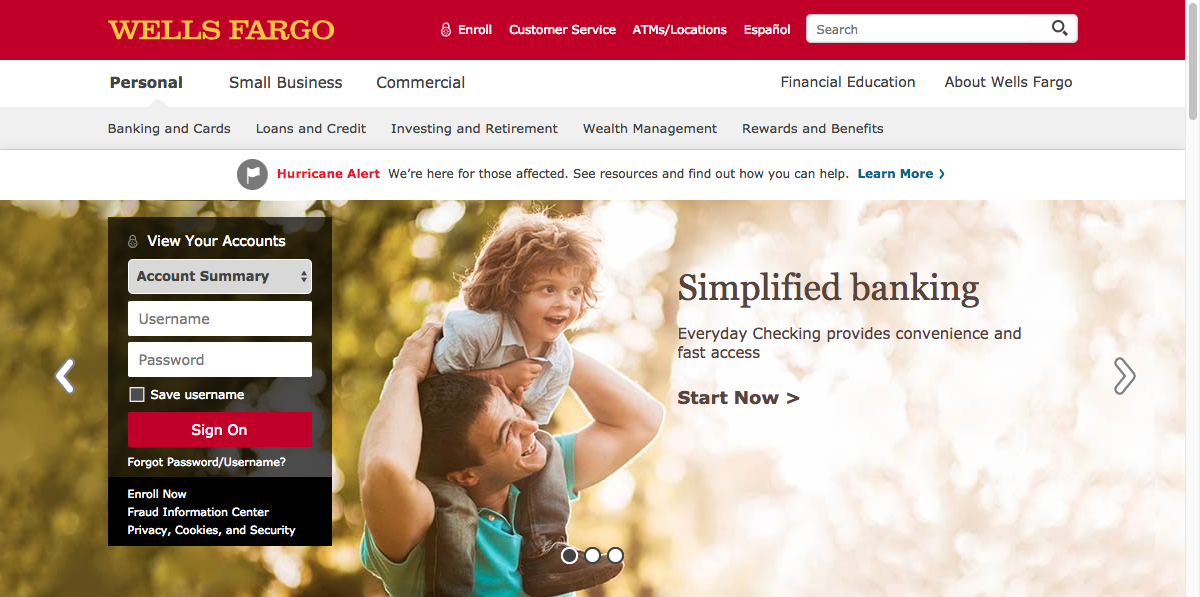 WELLS FARGO
Enroll
Customer Service
ATMs/Locations
Español
Search
Personal
Small Business
Commercial
Financial Education
About Wells Fargo
Banking and Cards
Loans and Credit
Investing and Retirement
Wealth Management
Rewards and Benefits
Hurricane Alert We’re here for those affected. See resources and find out how you can help. Learn More
View Your Accounts
Account Summary
Username
Password
Save username
Sign On
Forgot Password/Username?
Enroll Now
Fraud Information Center
Privacy, Cookies, and Security
Simplified banking
Everyday Checking provides convenience and
fast access
Start Now >